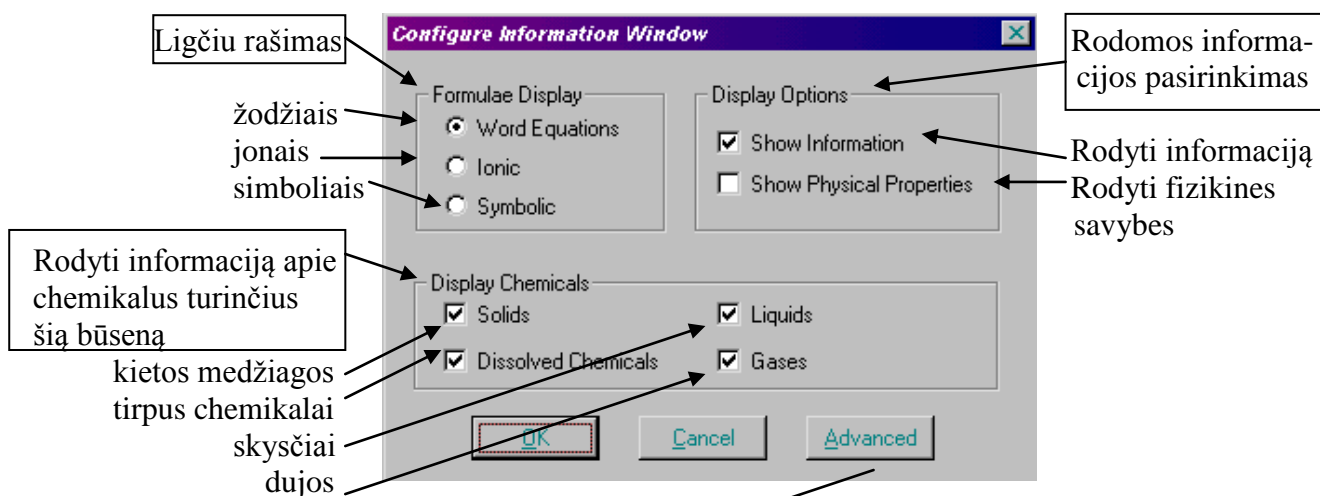 Ligčiu rašimas
žodžiais
jonais
simboliais
Rodyti informaciją apie
chemikalus turinčius
šią būseną
kietos medžiagos
tirpus chemikalai
skysčiai
dujos
Configure Information Window
Formulae Display
Word Equations
Ionic
Symbolic
Display Options
Show Information
Show Physical Properties
Display Chemicals
Solids
Liquids
Dissolved Chemicals
Gases
OK
Cancel
Advanced
Rodomos informa-
cijos pasirinkimas
Rodyti informaciją
Rodyti fizikines
savybes